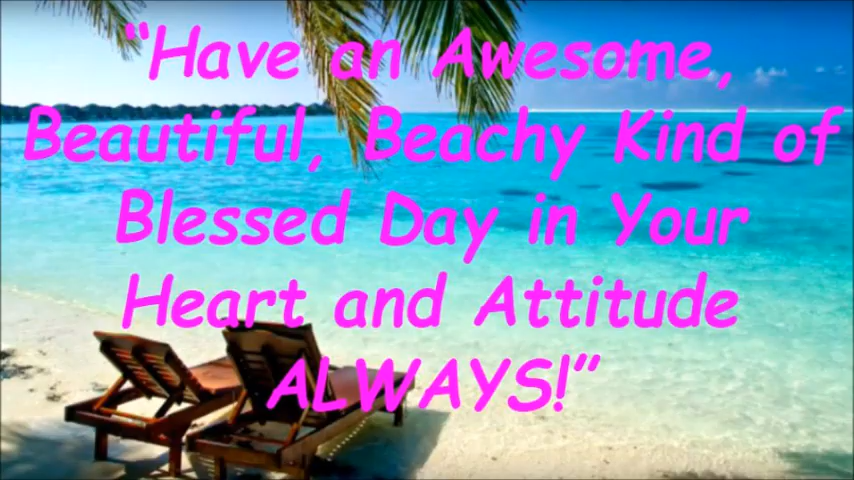 “Have an Awesome,
Beautiful, Beachy Kind of
Blessed Day in Your
Heart and Attitude
ALWAYS!”